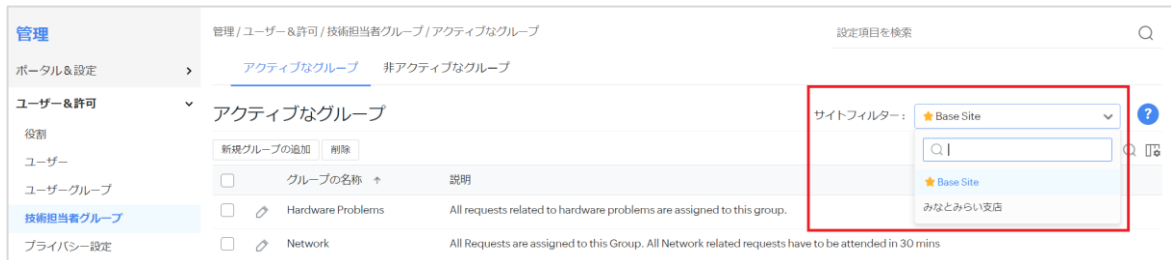 管理
管理 / ユーザー&許可 / 技術担当者グループ / アクティブなグループ
設定項目を検索
ポータル&設定
アクティブなグループ 非アクティブなグループ
ユーザー&許可
アクティブなグループ
サイトフィルター : Base Site
?
役割
新規グループの追加 削除
ユーザー
グループの名称 ↑ 説明
Base Site
ユーザーグループ
Hardware Problems All requests related to hardware problems are assigned to this group.
みなとみらい支店
技術担当者グループ
プライバシー設定
Network All Requests are assigned to this Group. All Network related requests have to be attended in 30 mins